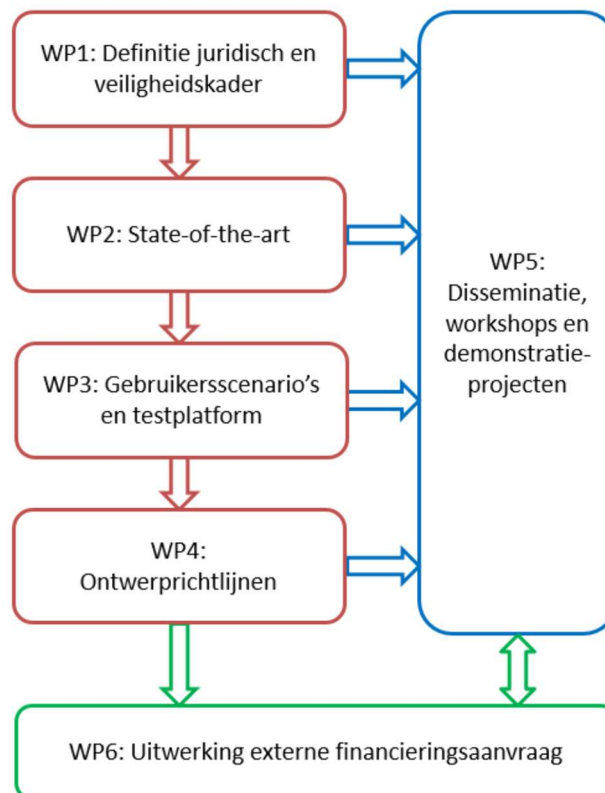 WP1: Definitie juridisch en
veiligheidskader
WP2: State-of-the-art
WP3: Gebruikersscenario's
en testplatform
WP4:
Ontwerprichtlijnen
WP5:
Disseminatie,
workshops en
demonstratie-
projecten
WP6: Uitwerking externe financieringsaanvraag